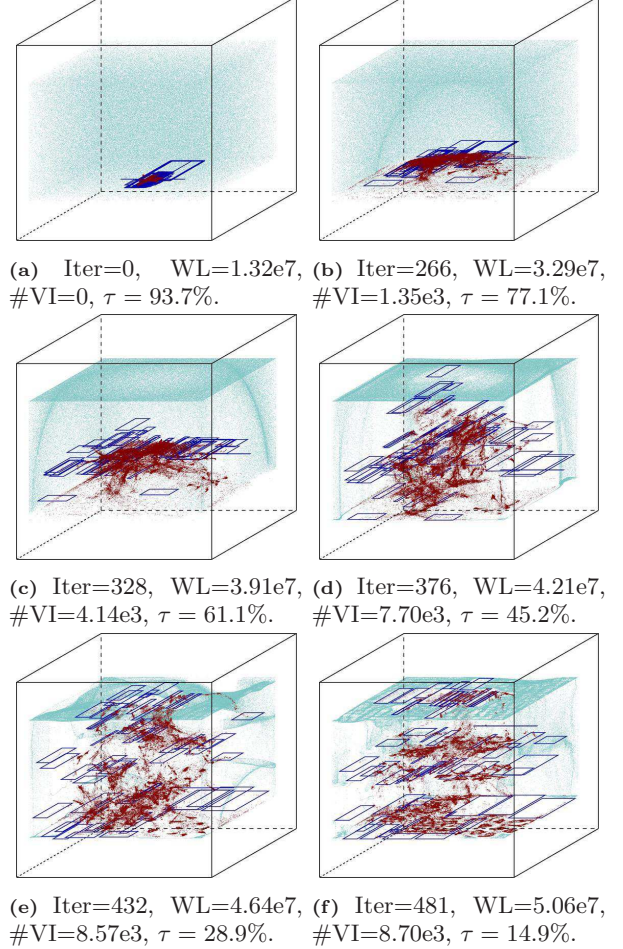 (a) Iter=0, WL=1.32e7,
#VI=0, τ = 93.7%.
(b) Iter=266, WL=3.29e7,
#VI=1.35e3, τ = 77.1%.
(c) Iter=328, WL=3.91e7,
#VI=4.14e3, τ = 61.1%.
(d) Iter=376, WL=4.21e7,
#VI=7.70e3, τ = 45.2%.
(e) Iter=432, WL=4.64e7,
#VI=8.57e3, τ = 28.9%.
(f) Iter=481, WL=5.06e7,
#VI=8.70e3, τ = 14.9%.